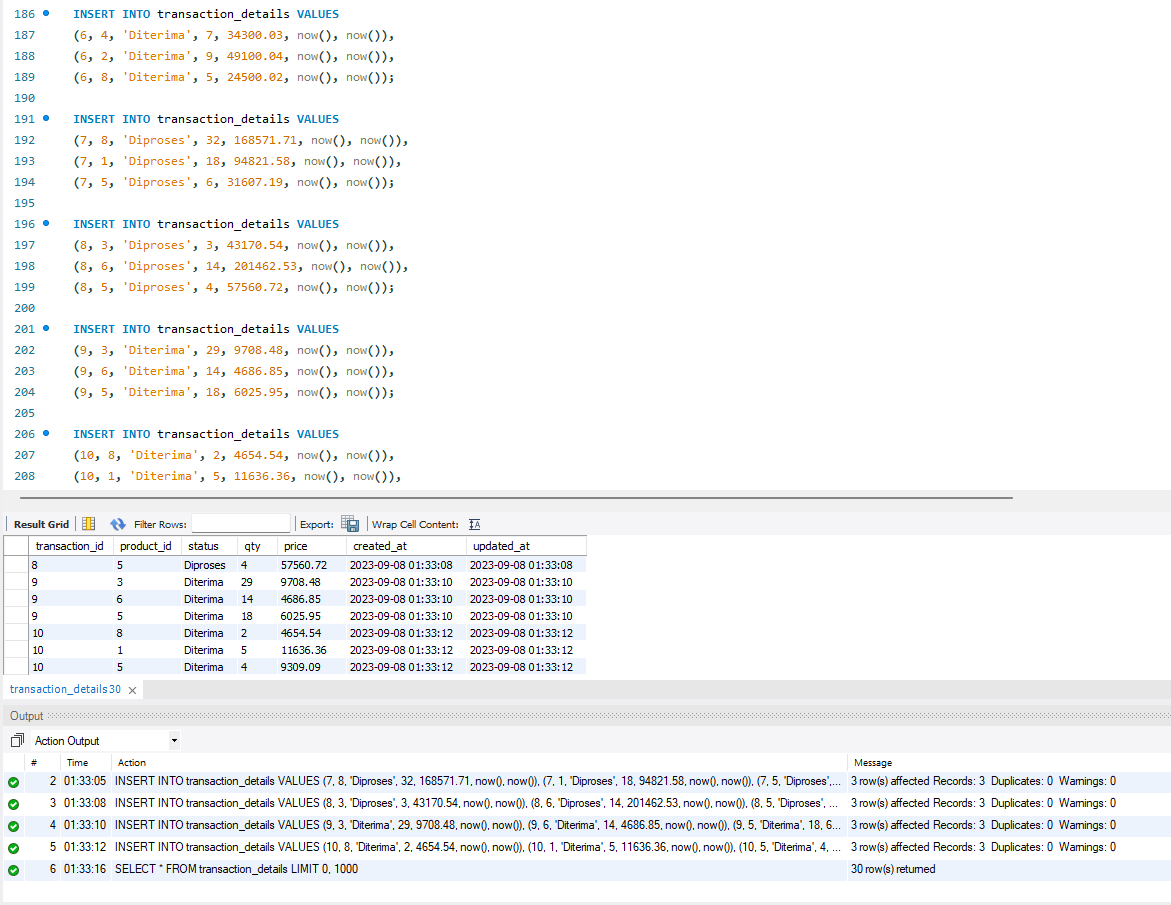 186 INSERT INTO transaction_details VALUES
187 (6, 4, 'Diterima', 7, 34300.03, now(), now()),
188 (6, 2, 'Diterima', 9, 49100.04, now(), now()),
189 (6, 8, 'Diterima', 5, 24500.02, now(), now());
190
191 INSERT INTO transaction_details VALUES
192 (7, 8, 'Diproses', 32, 168571.71, now(), now()),
193 (7, 1, 'Diproses', 18, 94821.58, now(), now()),
194 (7, 5, 'Diproses', 6, 31607.19, now(), now());
195
196 INSERT INTO transaction_details VALUES
197 (8, 3, 'Diproses', 3, 43170.54, now(), now()),
198 (8, 6, 'Diproses', 14, 201462.53, now(), now()),
199 (8, 5, 'Diproses', 4, 57560.72, now(), now());
200
201 INSERT INTO transaction_details VALUES
202 (9, 3, 'Diterima', 29, 9708.48, now(), now()),
203 (9, 6, 'Diterima', 14, 4686.85, now(), now()),
204 (9, 5, 'Diterima', 18, 6025.95, now(), now());
205
206 INSERT INTO transaction_details VALUES
207 (10, 8, 'Diterima', 2, 4654.54, now(), now()),
208 (10, 1, 'Diterima', 5, 11636.36, now(), now()),
Result Grid Filter Rows: Export: Wrap Cell Content:
transaction_id product_id status qty price created_at updated_at
8 5 Diproses 4 57560.72 2023-09-08 01:33:08 2023-09-08 01:33:08
9 3 Diterima 29 9708.48 2023-09-08 01:33:10 2023-09-08 01:33:10
9 6 Diterima 14 4686.85 2023-09-08 01:33:10 2023-09-08 01:33:10
9 5 Diterima 18 6025.95 2023-09-08 01:33:10 2023-09-08 01:33:10
10 8 Diterima 2 4654.54 2023-09-08 01:33:12 2023-09-08 01:33:12
10 1 Diterima 5 11636.36 2023-09-08 01:33:12 2023-09-08 01:33:12
10 5 Diterima 4 9309.09 2023-09-08 01:33:12 2023-09-08 01:33:12
transaction_details30
Output
Action Output
# Time Action Message
2 01:33:05 INSERT INTO transaction_details VALUES (7, 8, 'Diproses', 32, 168571.71, now(), now()), (7, 1, 'Diproses', 18, 94821.58, now(), now()), (7, 5, 'Diproses',... 3 row(s) affected Records: 3 Duplicates: 0 Warnings: 0
3 01:33:08 INSERT INTO transaction_details VALUES (8, 3, 'Diproses', 3, 43170.54, now(), now()), (8, 6, 'Diproses', 14, 201462.53, now(), now()), (8, 5, 'Diproses', ... 3 row(s) affected Records: 3 Duplicates: 0 Warnings: 0
4 01:33:10 INSERT INTO transaction_details VALUES (9, 3, 'Diterima', 29, 9708.48, now(), now()), (9, 6, 'Diterima', 14, 4686.85, now(), now()), (9, 5, 'Diterima', 18, 6... 3 row(s) affected Records: 3 Duplicates: 0 Warnings: 0
5 01:33:12 INSERT INTO transaction_details VALUES (10, 8, 'Diterima', 2, 4654.54, now(), now()), (10, 1, 'Diterima', 5, 11636.36, now(), now()), (10, 5, 'Diterima', 4, ... 3 row(s) affected Records: 3 Duplicates: 0 Warnings: 0
6 01:33:16 SELECT * FROM transaction_details LIMIT 0, 1000 30 row(s) returned